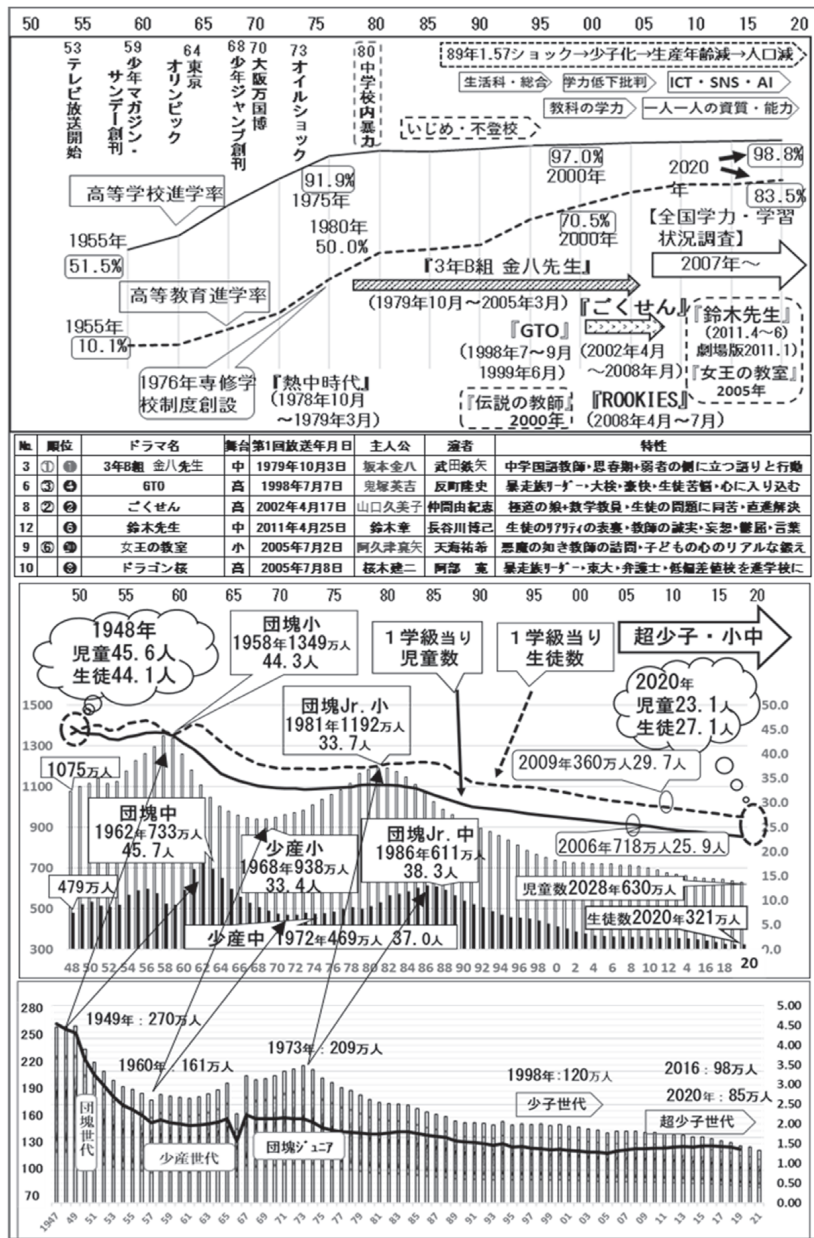 50 55 60 65 70 75 80 85 90 95 00 05 10 15 20
53 テレビ放送開始
59 少年マガジン・サンデー創刊
64 東京オリンピック
68 少年ジャンプ創刊
70 大阪万国博
73 オイルショック
80 中学校内暴力
89年1.57ショック→少子化→生産年齢減→人口減
生活科・総合
学力低下批判
ICT・SNS・AI
教科の学力
一人一人の資質・能力
いじめ・不登校
高等学校進学率
91.9%
1975年
97.0%
2000年
2020年
98.8%
83.5%
1955年
51.5%
1980年
50.0%
70.5%
2000年
【全国学力・学習状況調査】
2007年～
高等教育進学率
『3年B組 金八先生』
(1979年10月～2005年3月)
1955年
10.1%
『GTO』
(1998年7～9月
1999年6月)
『ごくせん』
(2002年4月
～2008年月)
『鈴木先生』
(2011.4～6)
劇場版2011.1)
『女王の教室』
2005年
1976年専修学校制度創設
『熱中時代』
(1978年10月
～1979年3月)
『伝説の教師』
2000年
『ROOKIES』
(2008年4月～7月)
№ 順位 ドラマ名 舞台 第1回放送年月日 主人公 演者 特性
3 ① ❶ 3年B組 金八先生 中 1979年10月3日 坂本金八 武田鉄矢 中学国語教師・思春期+弱者の側に立つ語りと行動
6 ③ ❹ GTO 高 1998年7月7日 鬼塚英吉 反町隆史 暴走族リーダー・大検・豪快・生徒苦悩・心に入り込む
8 ② ❷ ごくせん 高 2002年4月17日 山口久美子 仲間由紀恵 極道の娘+数学教員・生徒の問題に同苦・直進解決
12 鈴木先生 中 2011年4月25日 鈴木章 長谷川博己 生徒のリアリティの表裏・教師の誠実・妄想・鬱屈・言葉
9 ⑥ 女王の教室 小 2005年7月2日 阿久津真矢 天海祐希 悪魔の如き教師の詰問・子どもの心のリアルな鍛え
10 ドラゴン桜 高 2005年7月8日 桜木建二 阿部 寛 暴走族リーダー・東大・弁護士・低偏差値校を進学校に
50 55 60 65 70 75 80 85 90 95 00 05 10 15 20
1948年
児童45.6人
生徒44.1人
団塊小
1958年1349万人
44.3人
1学級当り
児童数
1学級当り
生徒数
超少子・小中
団塊Jr.小
1981年1192万人
33.7人
2020年
児童23.1人
生徒27.1人
1500
1300
1100
900
700
500
300
50.0
45.0
40.0
35.0
30.0
25.0
20.0
15.0
10.0
5.0
0.0
1075万人
2009年360万人29.7人
団塊中
1962年733万人
45.7人
少産小
1968年938万人
33.4人
団塊Jr.中
1986年611万人
38.3人
2006年718万人25.9人
479万人
児童数2028年630万人
生徒数2020年321万人
少産中 1972年469万人 37.0人
48 50 52 54 56 58 60 62 64 66 68 70 72 74 76 78 80 82 84 86 88 90 92 94 96 98 0 2 4 6 8 10 12 14 16 18 20
280
250
220
190
160
130
100
70
5.00
4.50
4.00
3.50
3.00
2.50
2.00
1.50
1.00
0.50
0.00
1949年：270万人
1960年：161万人
1973年：209万人
1998年:120万人
2016：98万人
2020年：85万人
少子世代
超少子世代
団塊世代
少産世代
団塊ｼﾞｭﾆｱ
1947 49 51 53 55 57 59 61 63 65 67 69 71 73 75 77 79 81 83 85 87 89 91 93 95 97 99 01 03 05 07 09 11 13 15 17 19 21